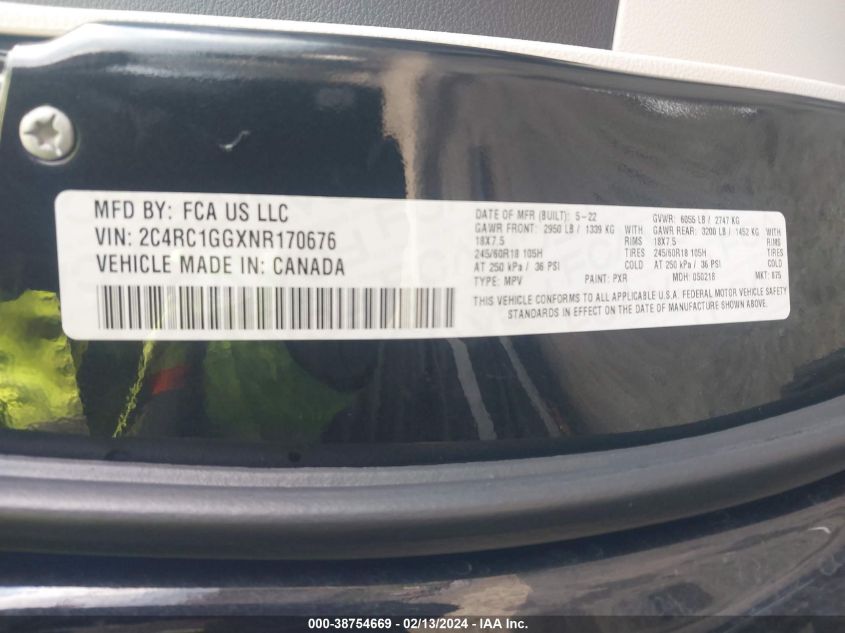 MFD BY: FCA US LLC
VIN: 2C4RC1GGXNR170676
VEHICLE MADE IN: CANADA
DATE OF MFR (BUILT): 5-22 GVWR: 6055 LB / 2747 KG
GAWR FRONT: 2950 LB / 1339 KG WITH GAWR REAR: 3200 LB / 1452 KG WITH
18X7.5 RIMS 18X7.5 RIMS
245/60R18 105H TIRES 245/60R18 105H TIRES
AT 250 kPa / 36 PSI COLD AT 250 kPa / 36 PSI COLD
TYPE: MPV PAINT: PXR MDH: 050218 MKT: 875
THIS VEHICLE CONFORMS TO ALL APPLICABLE U.S.A. FEDERAL MOTOR VEHICLE SAFETY
STANDARDS IN EFFECT ON THE DATE OF MANUFACTURE SHOWN ABOVE.
000-38754669 - 02/13/2024 - IAA Inc.